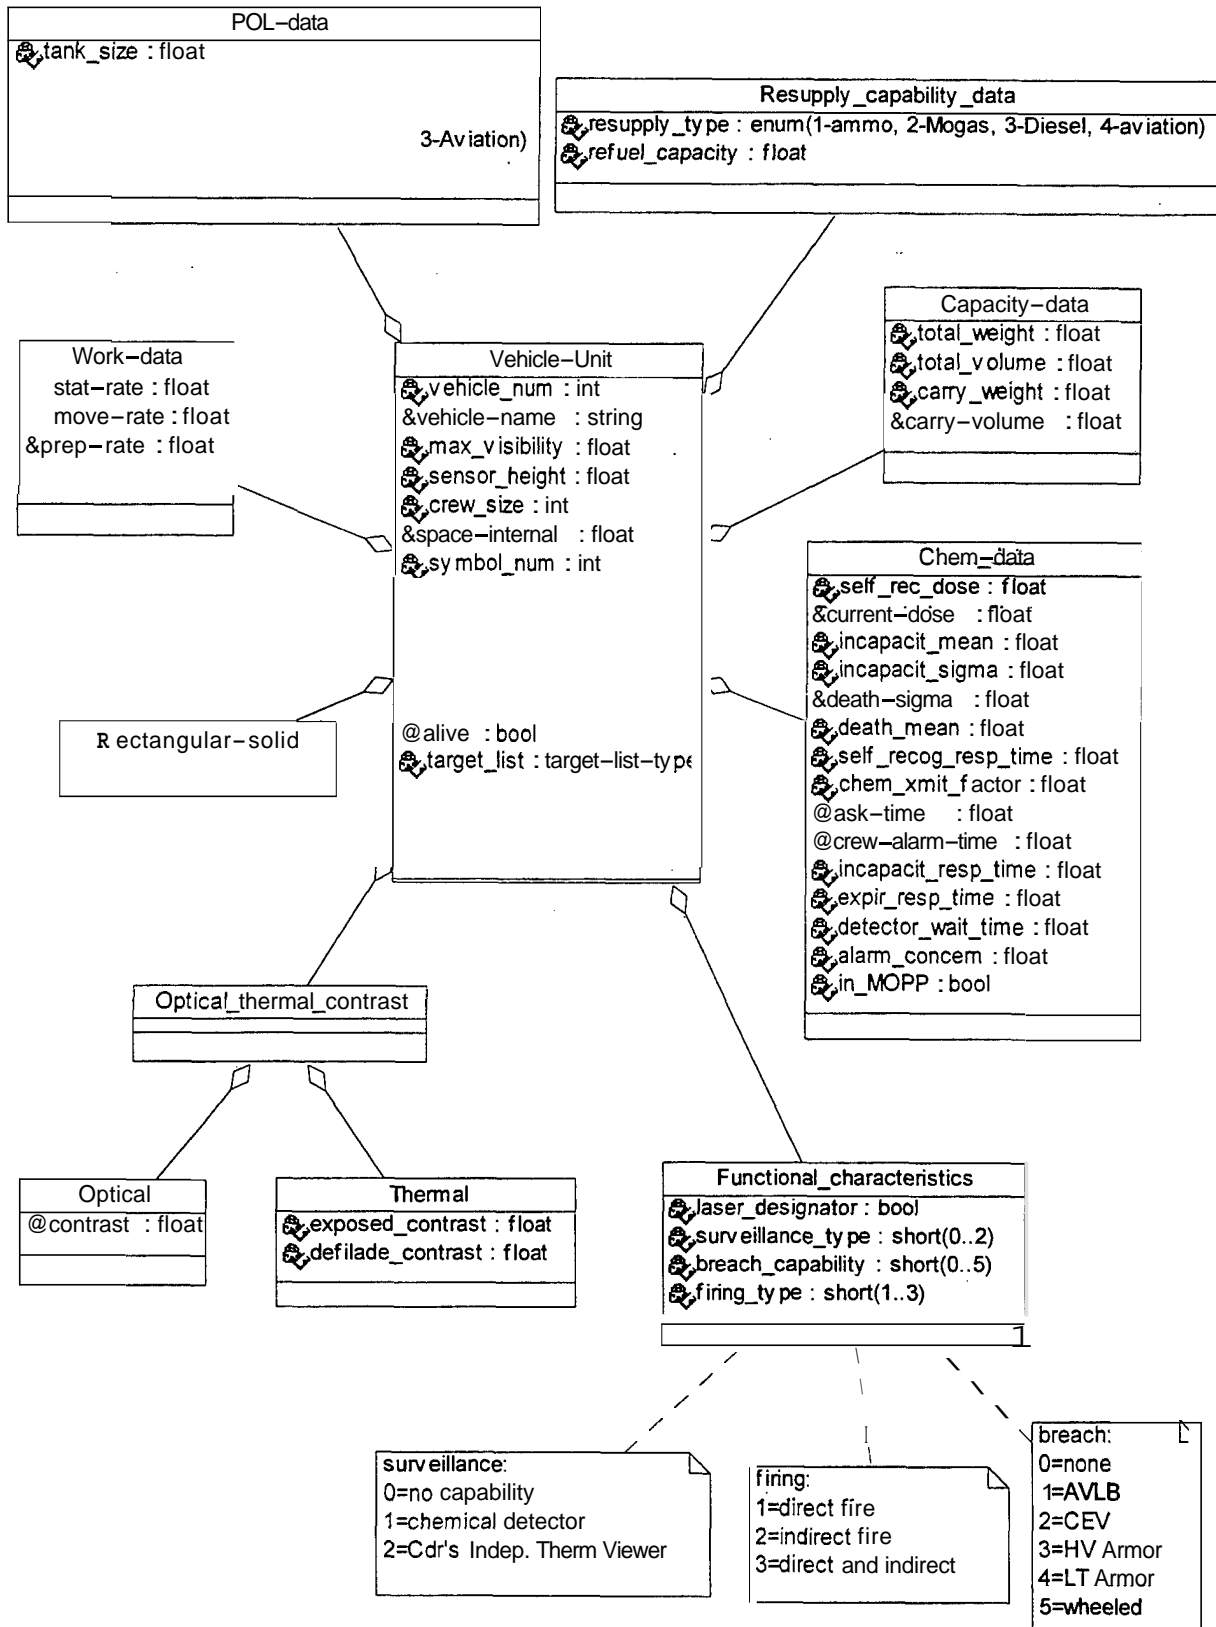 POL-data
tank_size : float
3-Aviation)
Resupply_capability_data
resupply_type : enum(1-ammo, 2-Mogas, 3-Diesel, 4-aviation)
refuel_capacity : float
Capacity-data
total_weight : float
total_volume : float
carry_weight : float
&carry-volume : float
Work-data
stat-rate : float
move-rate : float
&prep-rate : float
Vehicle-Unit
vehicle_num : int
&vehicle-name : string
max_visibility : float
sensor_height : float
crew_size : int
&space-internal : float
symbol_num : int
@alive : bool
target_list : target-list-type
Chem_data
self_rec_dose : float
&current-dose : float
incapacit_mean : float
incapacit_sigma : float
&death-sigma : float
death_mean : float
self_recog_resp_time : float
chem_xmit_factor : float
@ask-time : float
@crew-alarm-time : float
incapacit_resp_time : float
expir_resp_time : float
detector_wait_time : float
alarm_concern : float
in_MOPP : bool
Rectangular-solid
Optical_thermal_contrast
Optical
@contrast : float
Thermal
exposed_contrast : float
defilade_contrast : float
Functional_characteristics
laser_designator : bool
surveillance_type : short(0..2)
breach_capability : short(0..5)
firing_type : short(1..3)
1
surveillance:
0=no capability
1=chemical detector
2=Cdr's Indep. Therm Viewer
firing:
1=direct fire
2=indirect fire
3=direct and indirect
breach:
0=none
1=AVLB
2=CEV
3=HV Armor
4=LT Armor
5=wheeled